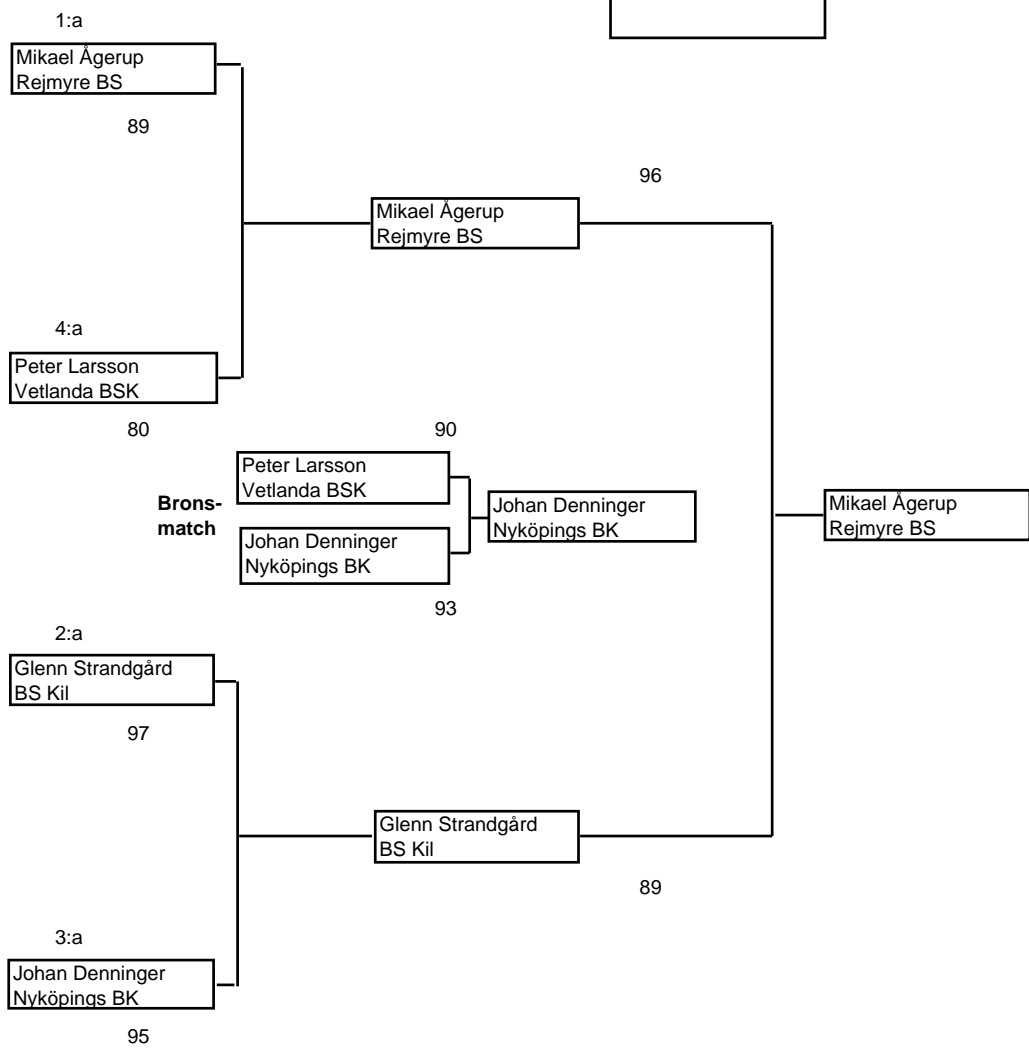 1:a
Mikael Ågerup
Rejmyre BS
89
96
Mikael Ågerup
Rejmyre BS
4:a
Peter Larsson
Vetlanda BSK
80
90
Peter Larsson
Vetlanda BSK
Brons-
match
Johan Denninger
Nyköpings BK
Johan Denninger
Nyköpings BK
93
Mikael Ågerup
Rejmyre BS
2:a
Glenn Strandgård
BS Kil
97
Glenn Strandgård
BS Kil
89
3:a
Johan Denninger
Nyköpings BK
95